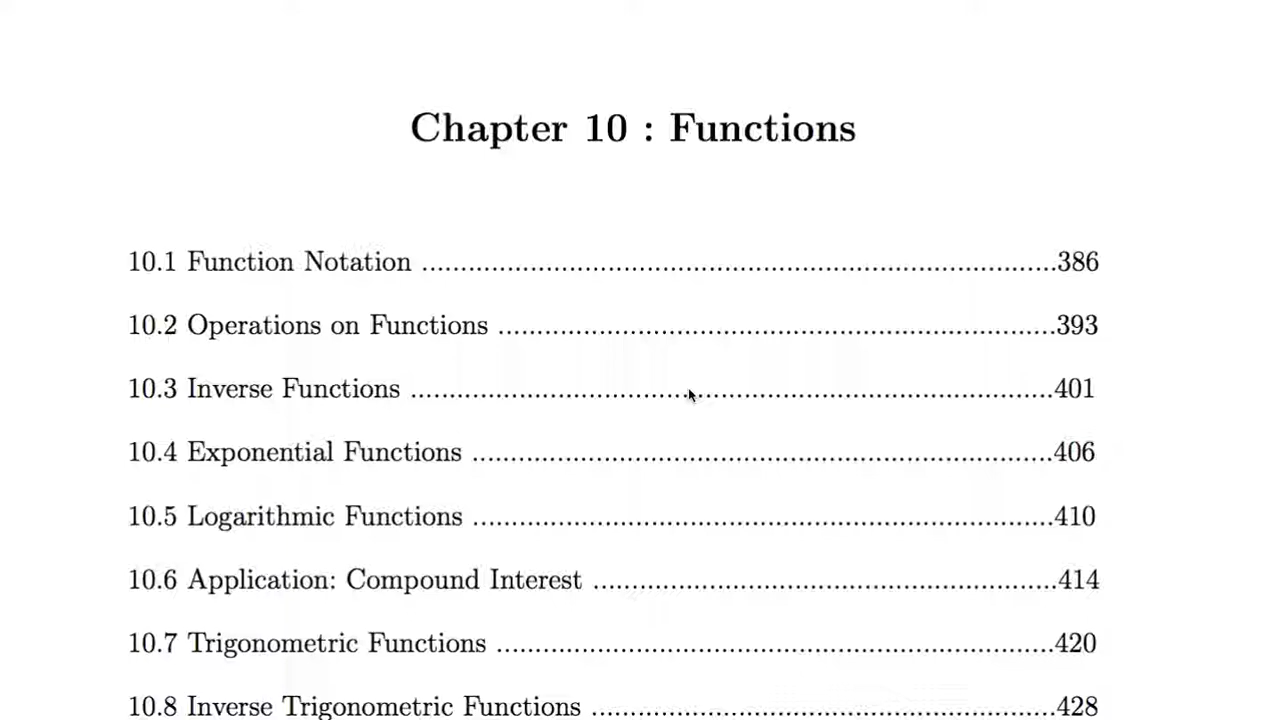 Chapter 10 : Functions
10.1 Function Notation ........................................................................386
10.2 Operations on Functions ...............................................................393
10.3 Inverse Functions .........................................................................401
10.4 Exponential Functions ..................................................................406
10.5 Logarithmic Functions ..................................................................410
10.6 Application: Compound Interest ....................................................414
10.7 Trigonometric Functions ...............................................................420
10.8 Inverse Trigonometric Functions ....................................................428